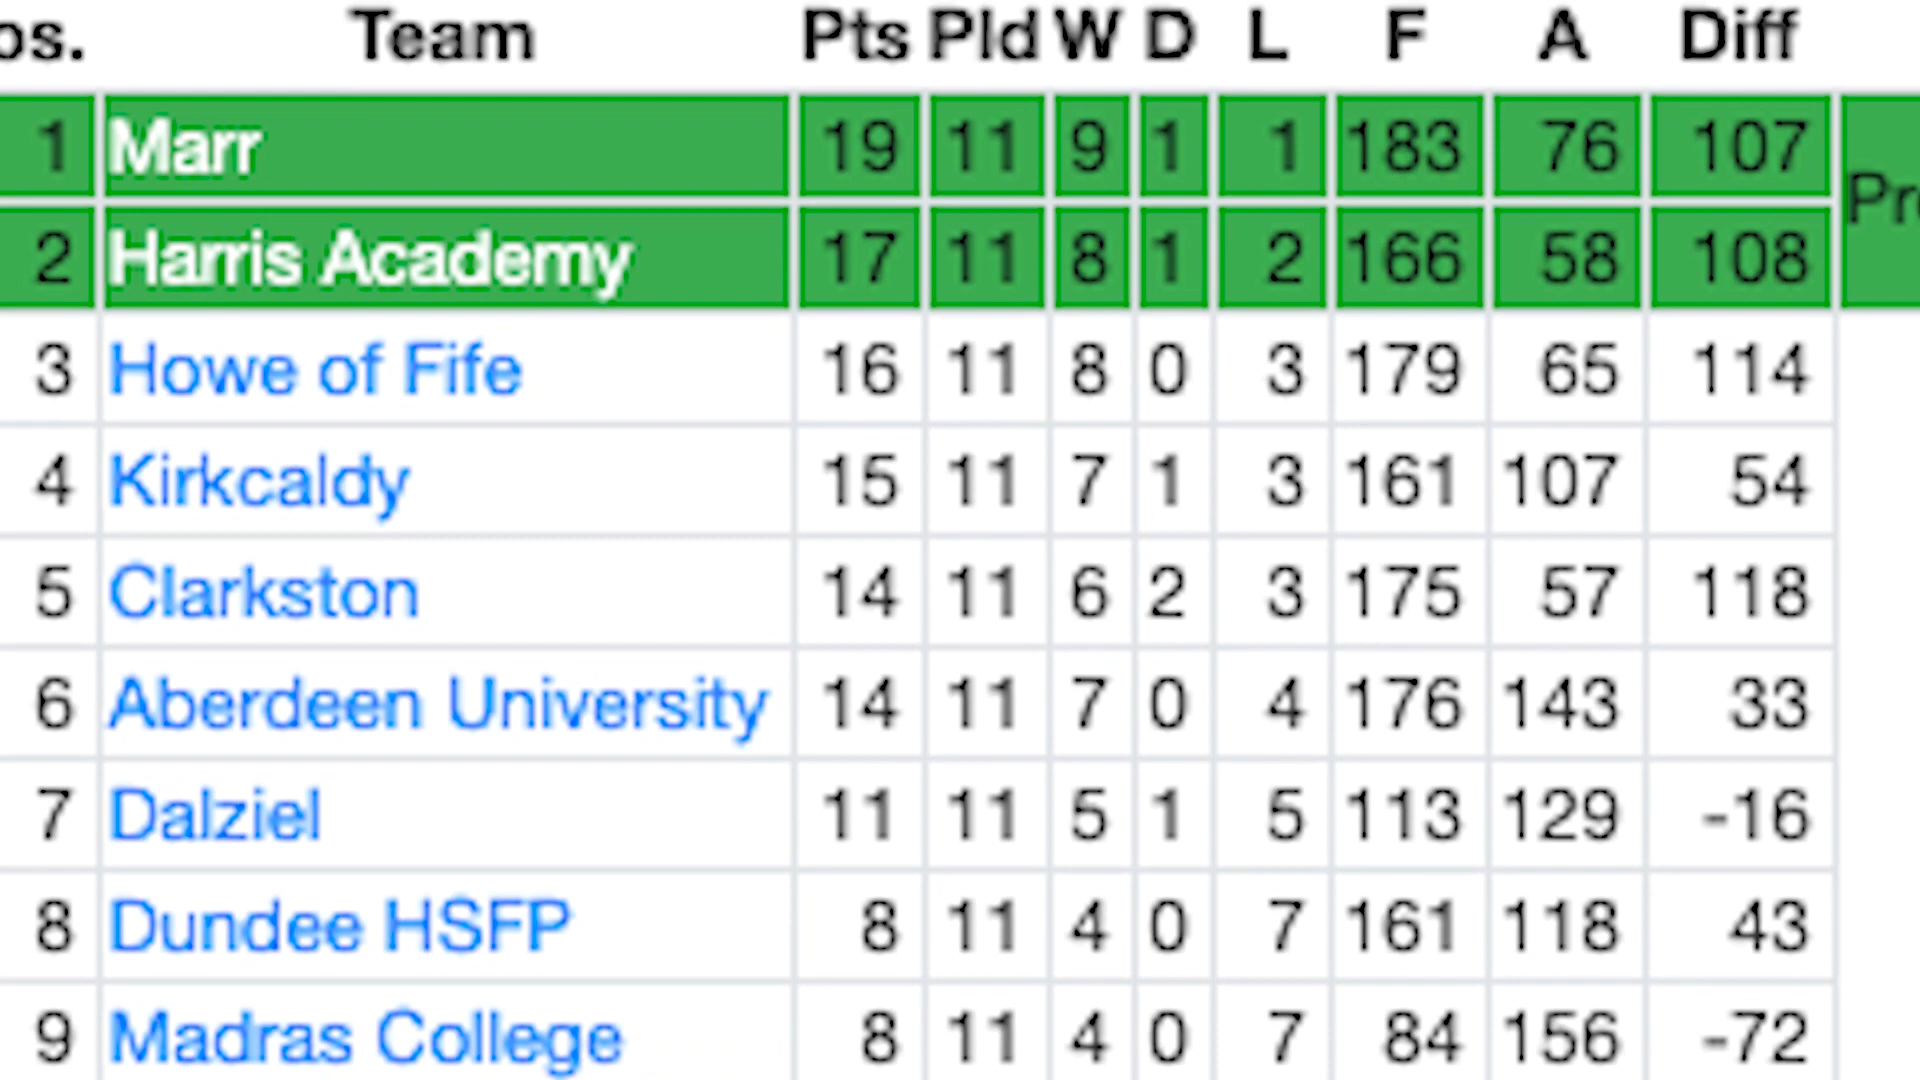 os. Team Pts Pld W D L F A Diff
1 Marr 19 11 9 1 1 183 76 107
2 Harris Academy 17 11 8 1 2 166 58 108
3 Howe of Fife 16 11 8 0 3 179 65 114
4 Kirkcaldy 15 11 7 1 3 161 107 54
5 Clarkston 14 11 6 2 3 175 57 118
6 Aberdeen University 14 11 7 0 4 176 143 33
7 Dalziel 11 11 5 1 5 113 129 -16
8 Dundee HSFP 8 11 4 0 7 161 118 43
9 Madras College 8 11 4 0 7 84 156 -72